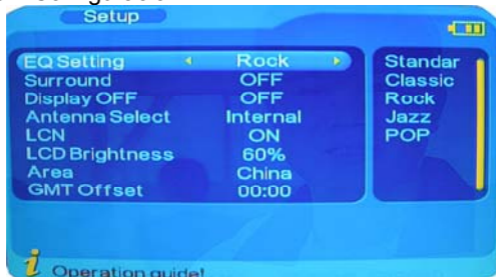 Setup
EQ Setting Rock
Surround OFF
Display OFF OFF
Antenna Select Internal
LCN ON
LCD Brightness 60%
Area China
GMT Offset 00:00
Standar
Classic
Rock
Jazz
POP
Operation guide!